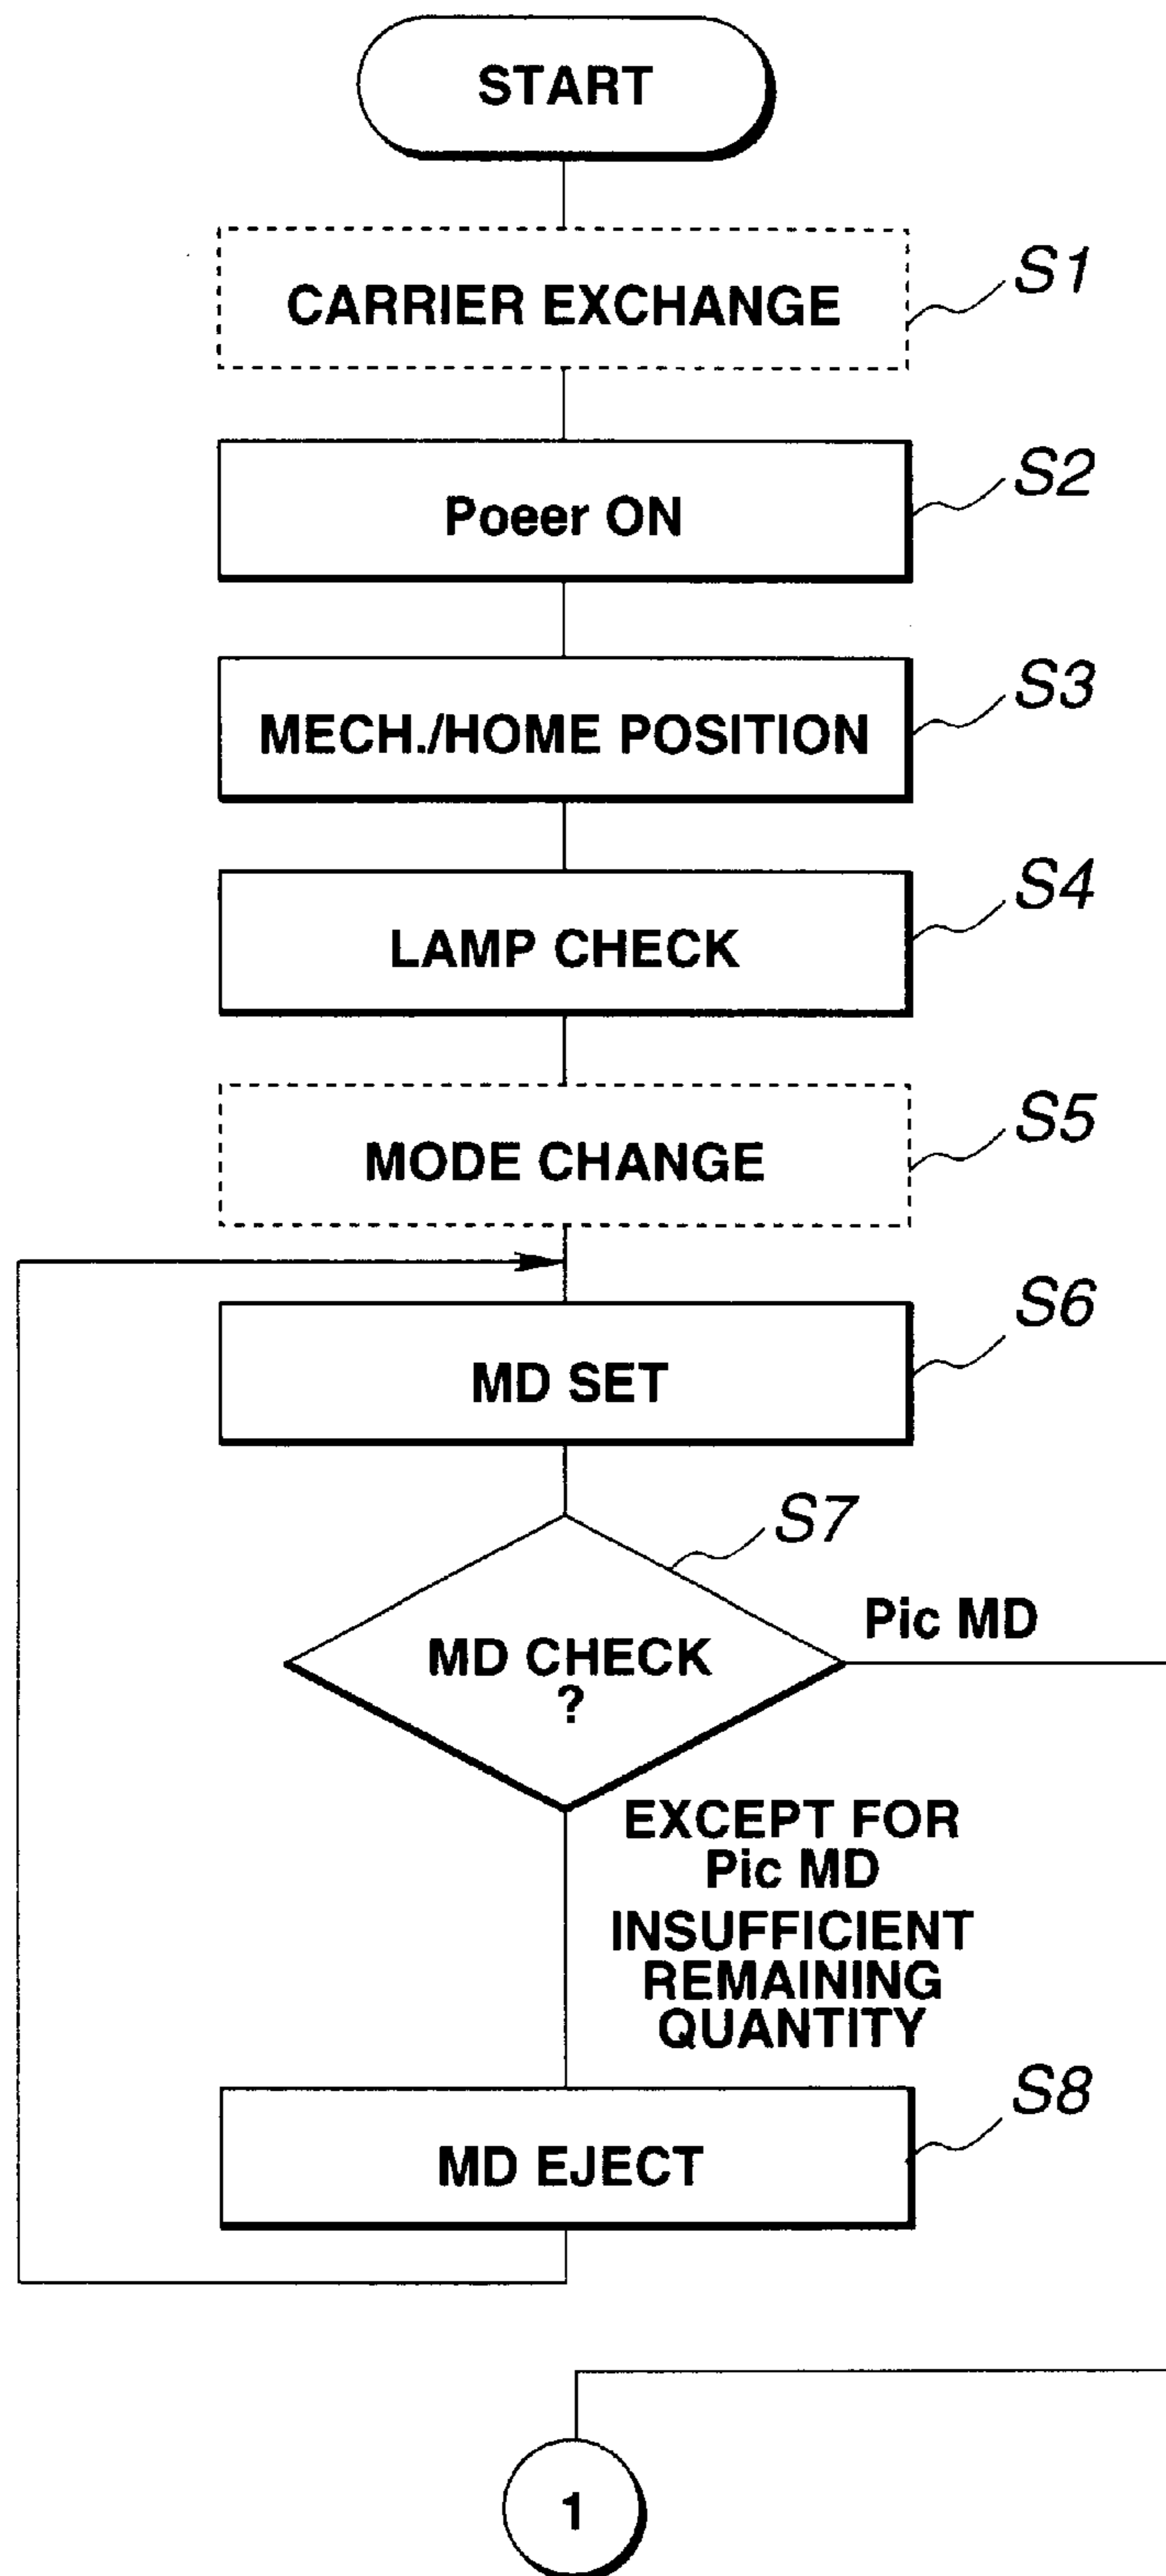 START
CARRIER EXCHANGE
S1
Poeer ON
S2
MECH./HOME POSITION
S3
LAMP CHECK
S4
MODE CHANGE
S5
MD SET
S6
S7
MD CHECK
?
Pic MD
EXCEPT FOR
Pic MD
INSUFFICIENT
REMAINING
QUANTITY
MD EJECT
S8
1